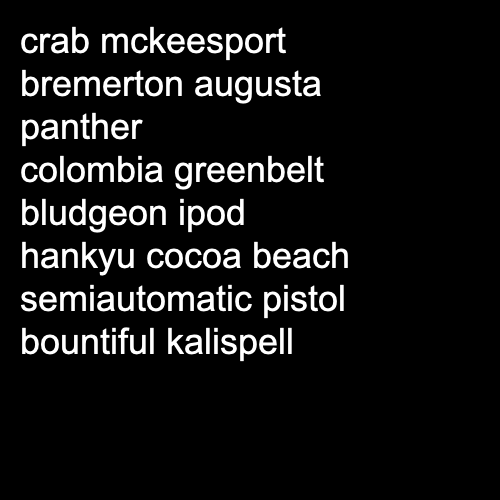 crab mckeesport
bremerton augusta
panther
colombia greenbelt
bludgeon ipod
hankyu cocoa beach
semiautomatic pistol
bountiful kalispell